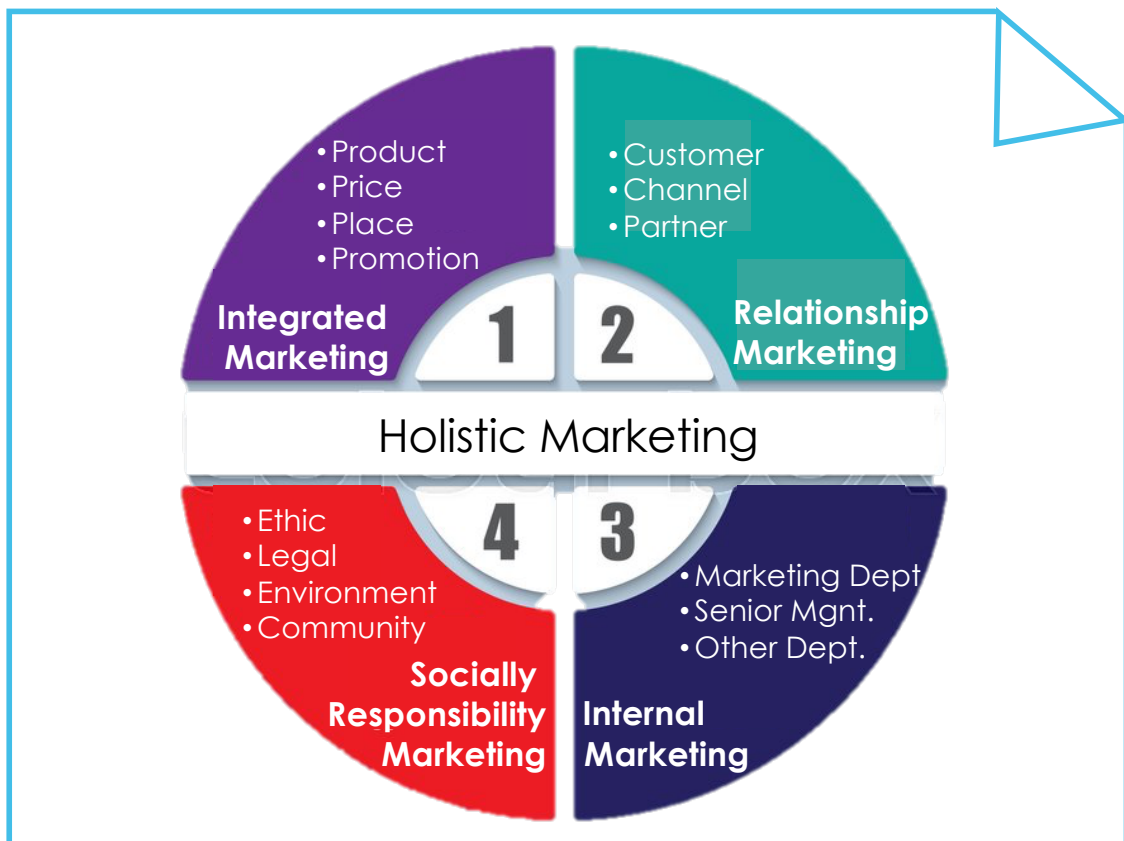 • Product
• Price
• Place
• Promotion
Integrated
Marketing
1
• Customer
• Channel
• Partner
Relationship
Marketing
2
Holistic Marketing
4
• Ethic
• Legal
• Environment
• Community
Socially
Responsibility
Marketing
3
• Marketing Dept
• Senior Mgnt.
• Other Dept.
Internal
Marketing